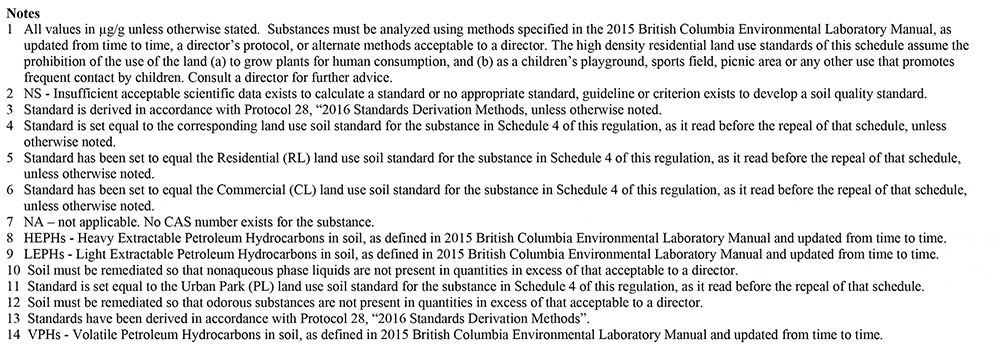 Notes
1 All values in µg/g unless otherwise stated. Substances must be analyzed using methods specified in the 2015 British Columbia Environmental Laboratory Manual, as
updated from time to time, a director's protocol, or alternate methods acceptable to a director. The high density residential land use standards of this schedule assume the
prohibition of the use of the land (a) to grow plants for human consumption, and (b) as a children's playground, sports field, picnic area or any other use that promotes
frequent contact by children. Consult a director for further advice.
2 NS - Insufficient acceptable scientific data exists to calculate a standard or no appropriate standard, guideline or criterion exists to develop a soil quality standard.
3 Standard is derived in accordance with Protocol 28, "2016 Standards Derivation Methods, unless otherwise noted.
4 Standard is set equal to the corresponding land use soil standard for the substance in Schedule 4 of this regulation, as it read before the repeal of that schedule, unless
otherwise noted.
5 Standard has been set to equal the Residential (RL) land use soil standard for the substance in Schedule 4 of this regulation, as it read before the repeal of that schedule,
unless otherwise noted.
6 Standard has been set to equal the Commercial (CL) land use soil standard for the substance in Schedule 4 of this regulation, as it read before the repeal of that schedule,
unless otherwise noted.
7 NA – not applicable. No CAS number exists for the substance.
8 HEPHs - Heavy Extractable Petroleum Hydrocarbons in soil, as defined in 2015 British Columbia Environmental Laboratory Manual and updated from time to time.
9 LEPHs - Light Extractable Petroleum Hydrocarbons in soil, as defined in 2015 British Columbia Environmental Laboratory Manual and updated from time to time.
10 Soil must be remediated so that nonaqueous phase liquids are not present in quantities in excess of that acceptable to a director.
11 Standard is set equal to the Urban Park (PL) land use soil standard for the substance in Schedule 4 of this regulation, as it read before the repeal of that schedule.
12 Soil must be remediated so that odorous substances are not present in quantities in excess of that acceptable to a director.
13 Standards have been derived in accordance with Protocol 28, "2016 Standards Derivation Methods".
14 VPHs - Volatile Petroleum Hydrocarbons in soil, as defined in 2015 British Columbia Environmental Laboratory Manual and updated from time to time.